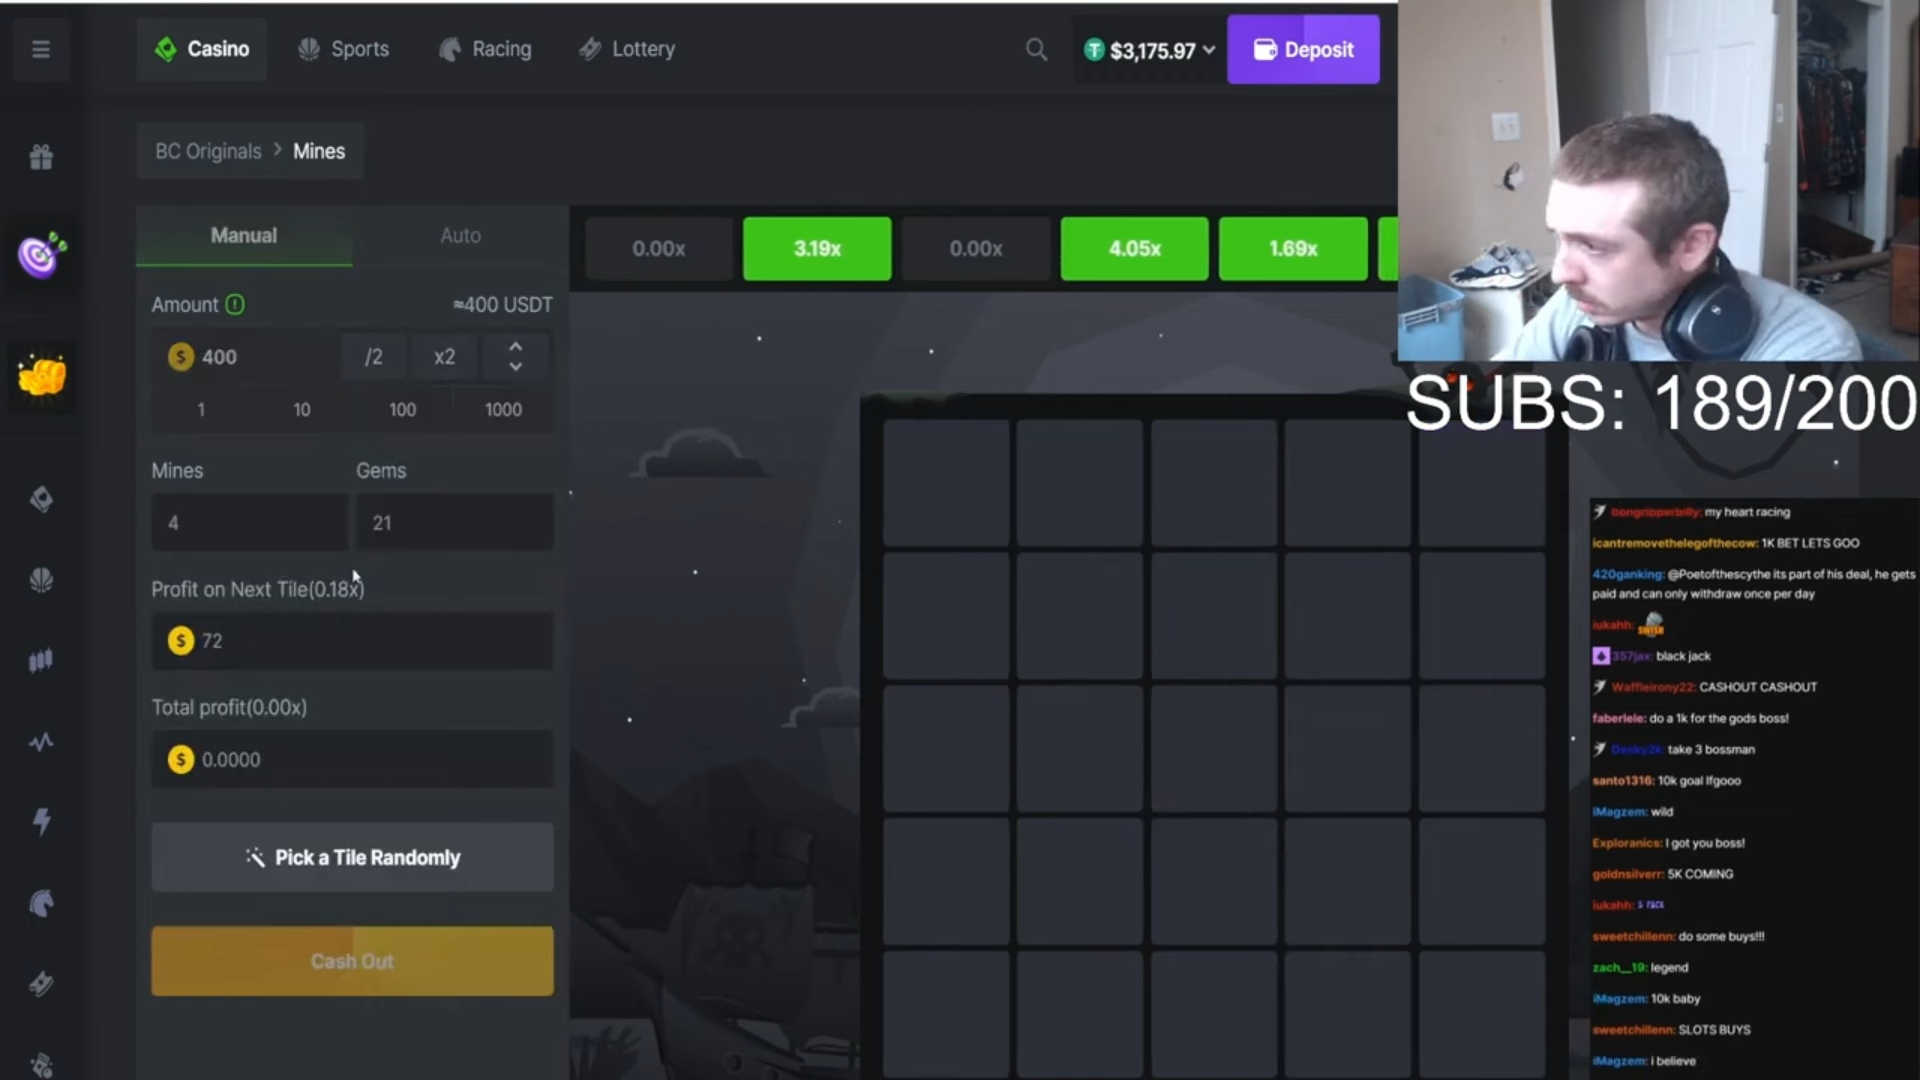 Casino
Sports
Racing
Lottery
$3,175.97
Deposit
BC Originals > Mines
Manual
Auto
0.00x
3.19x
0.00x
4.05x
1.69x
Amount
≈400 USDT
400
/2
x2
1
10
100
1000
Mines
Gems
4
21
Profit on Next Tile(0.18x)
72
Total profit(0.00x)
0.0000
Pick a Tile Randomly
Cash Out
SUBS: 189/200
bongripperbilly: my heart racing
icantremovethelegofthecow: 1K BET LETS GOO
420ganking: @Poetofthescythe its part of his deal, he gets
paid and can only withdraw once per day
iukahh:
357jax: black jack
Waffleirony22: CASHOUT CASHOUT
faberlele: do a 1k for the gods boss!
Danky2k: take 3 bossman
santo1316: 10k goal lfgooo
iMagzem: wild
Exploranics: I got you boss!
goldnsilverr: 5K COMING
iukahh:
sweetchillenn: do some buys!!!
zach__19: legend
iMagzem: 10k baby
sweetchillenn: SLOTS BUYS
iMagzem: i believe